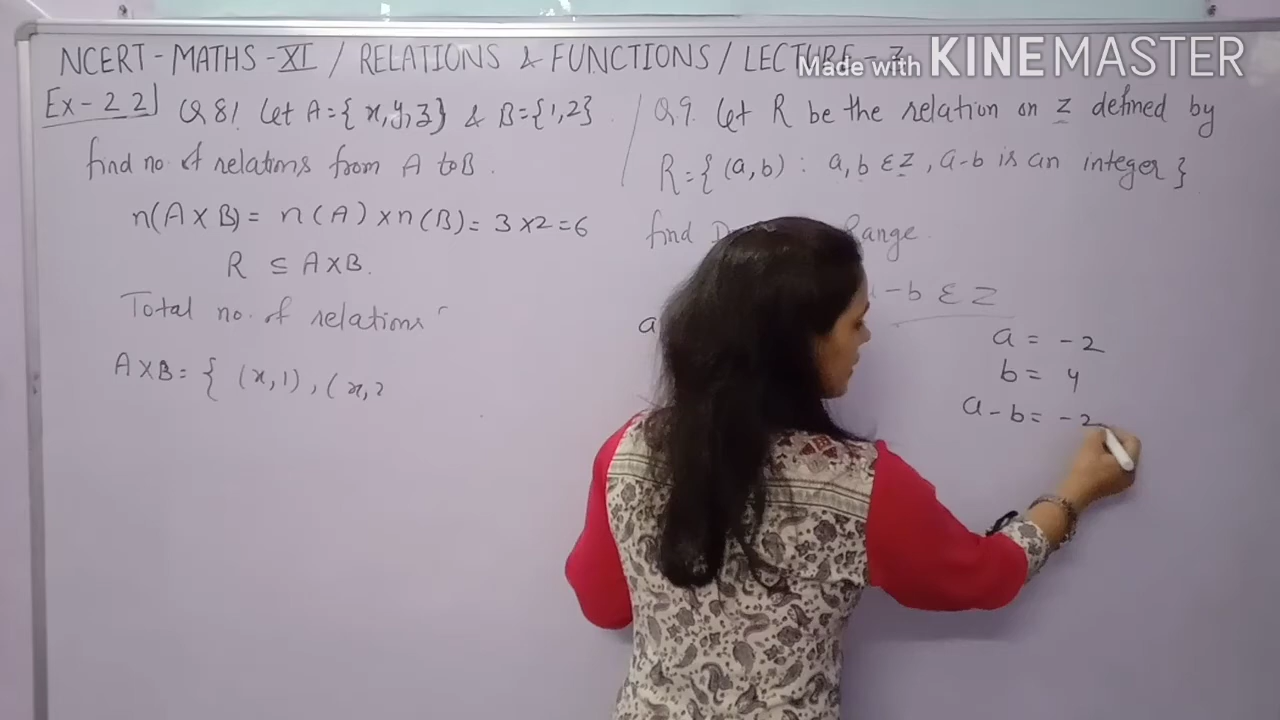 NCERT - MATHS - XI / RELATIONS & FUNCTIONS / LECTURE - 7
Made with KINEMASTER
Ex - 2.2 Q 8! Let A = { x, y, z } & B = {1, 2}
find no. of relations from A to B.
n(A X B) = n (A) x n (B) = 3 x 2 = 6
R ⊆ A X B.
Total no. of relations
A X B = { (x, 1), (x, 2
Q.9. Let R be the relation on Z defined by
R = { (a, b) : a, b ε Z, a - b is an integer }
find Range.
- b ε Z
a
a = - 2
b = 4
a - b = - 2